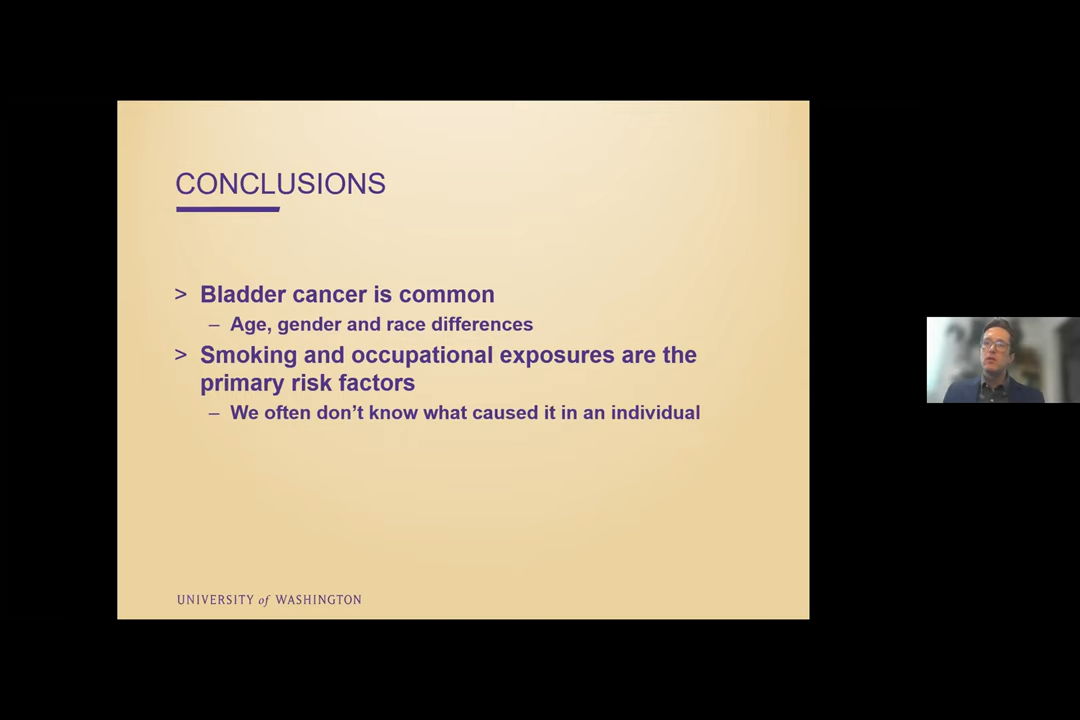 CONCLUSIONS
> Bladder cancer is common
– Age, gender and race differences
> Smoking and occupational exposures are the
primary risk factors
– We often don’t know what caused it in an individual
UNIVERSITY of WASHINGTON